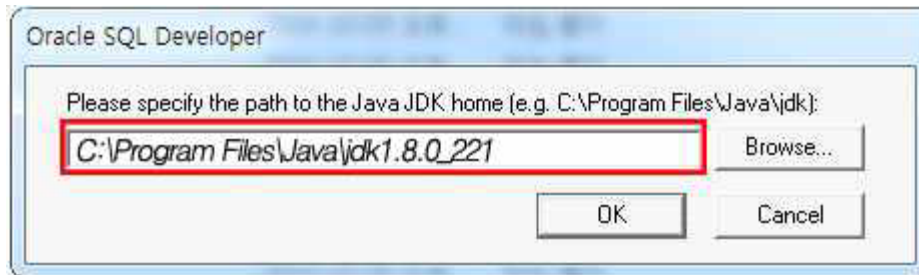 Oracle SQL Developer
Please specify the path to the Java JDK home (e.g. C:\Program Files\Java\jdk):
C:\Program Files\Java\jdk1.8.0_221
Browse...
OK
Cancel